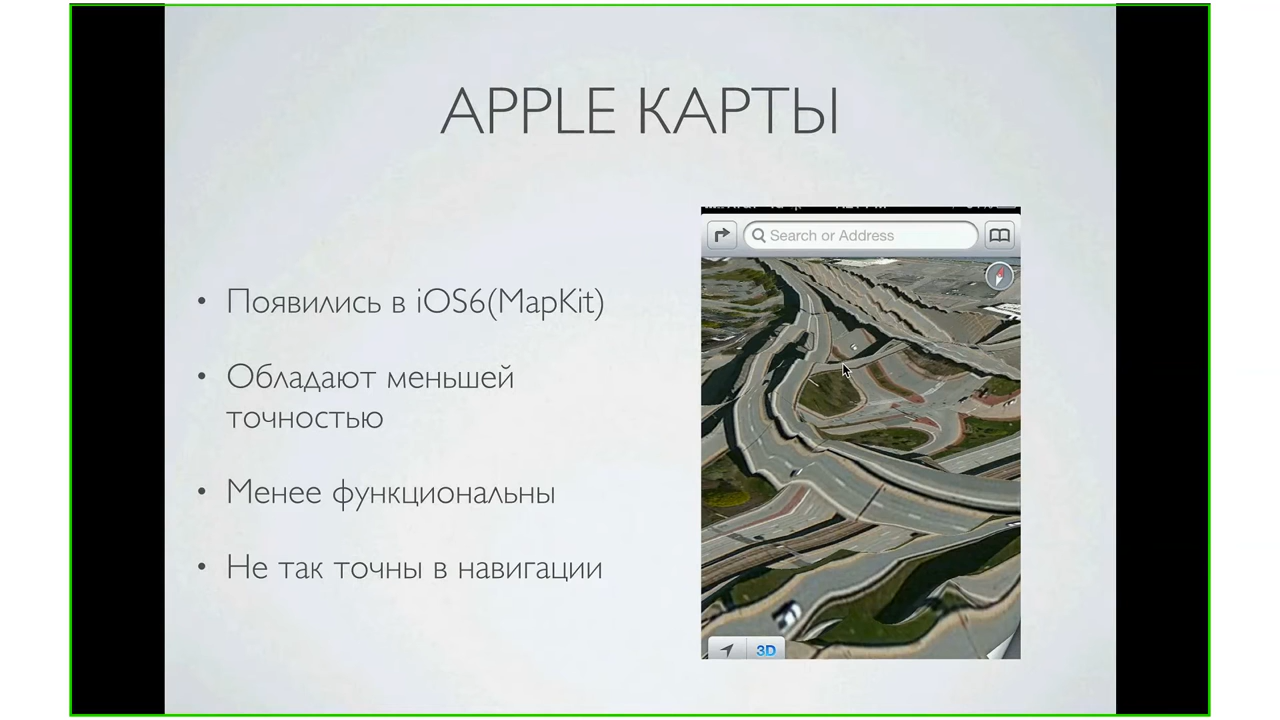 APPLE КАРТЫ
Search or Address
• Появились в iOS6(MapKit)
• Обладают меньшей
точностью
• Менее функциональны
• Не так точны в навигации
3D